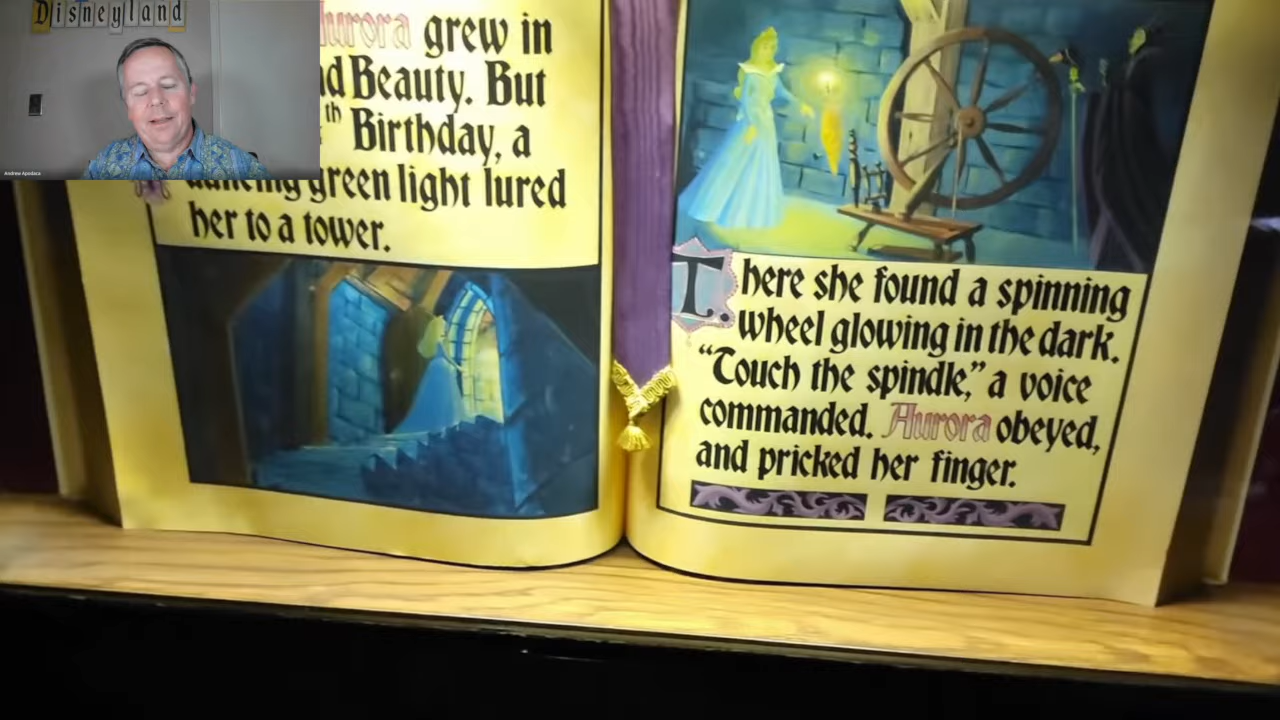 Disneyland
Andrew Apodaca
Aurora grew in
Beauty. But
th Birthday, a
dancing green light lured
her to a tower.
There she found a spinning
wheel glowing in the dark.
“Touch the spindle,” a voice
commanded. Aurora obeyed,
and pricked her finger.